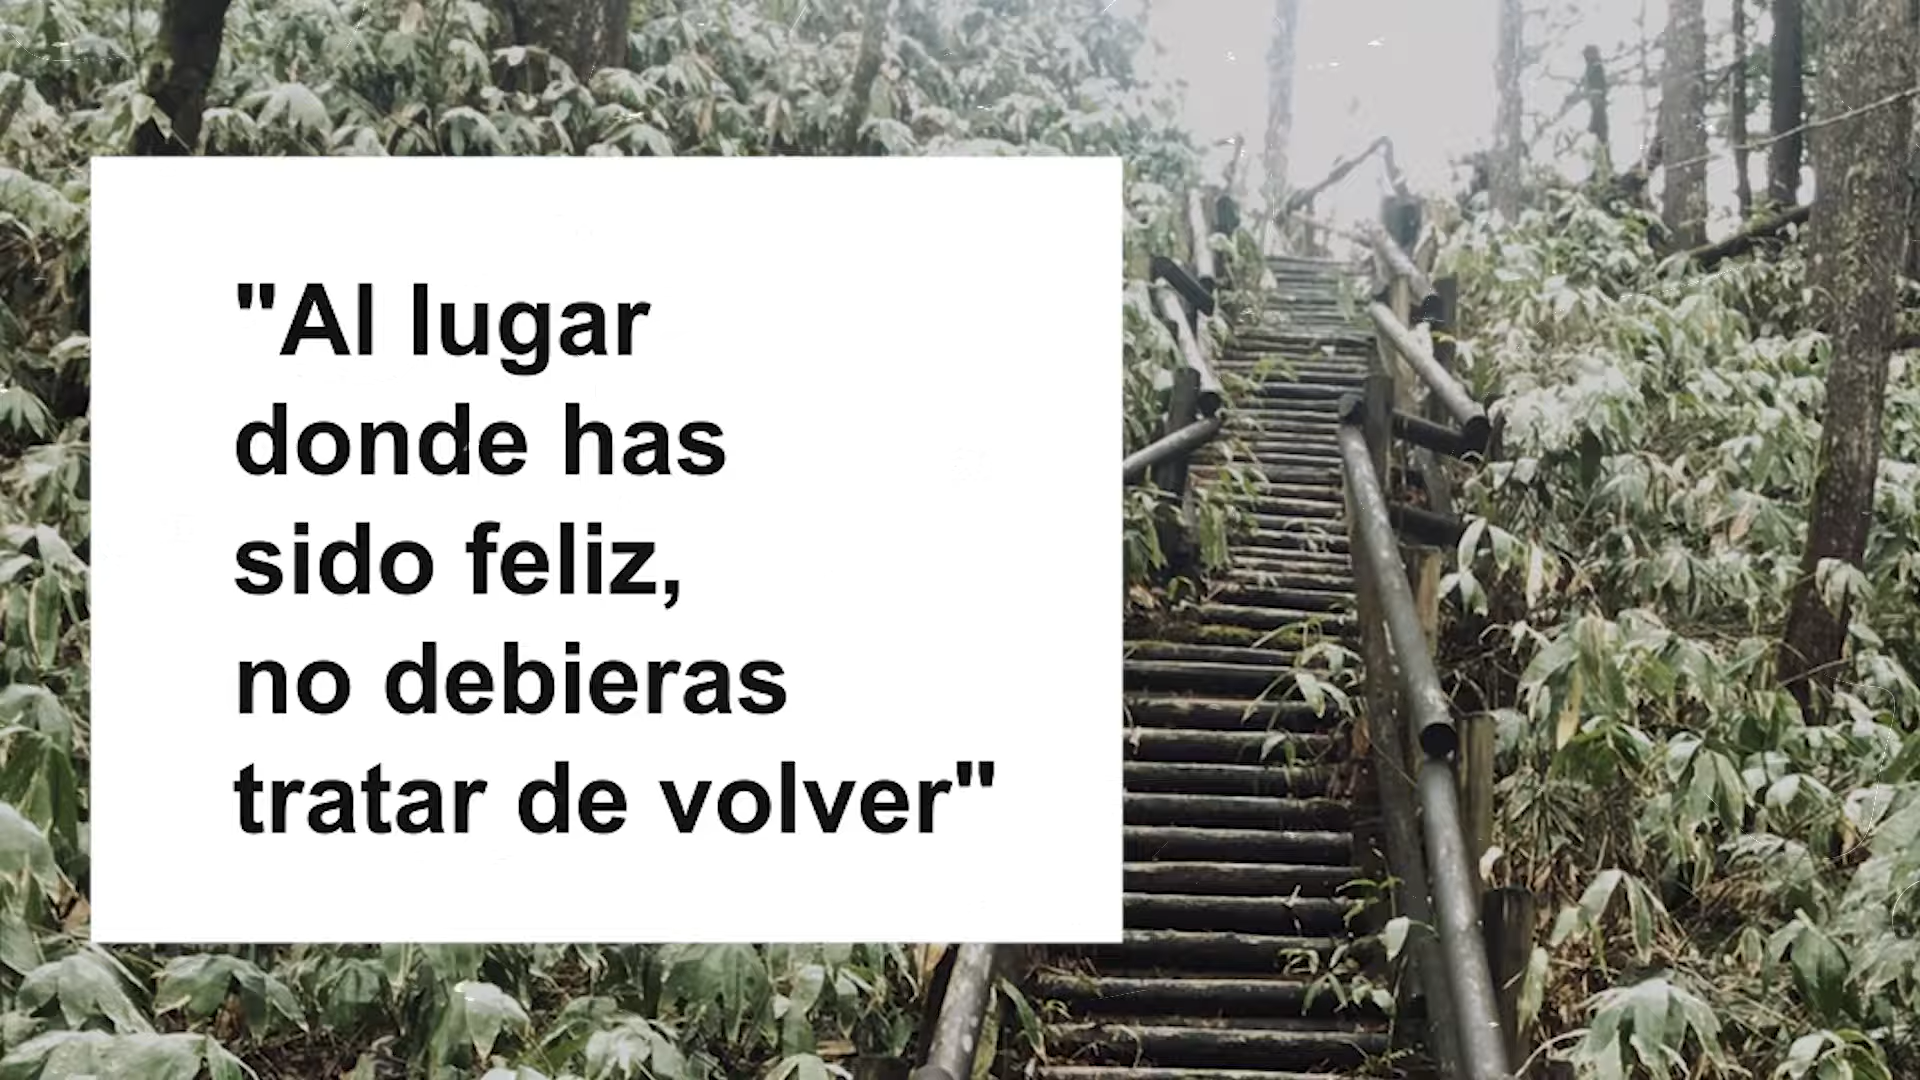 "Al lugar
donde has
sido feliz,
no debieras
tratar de volver"